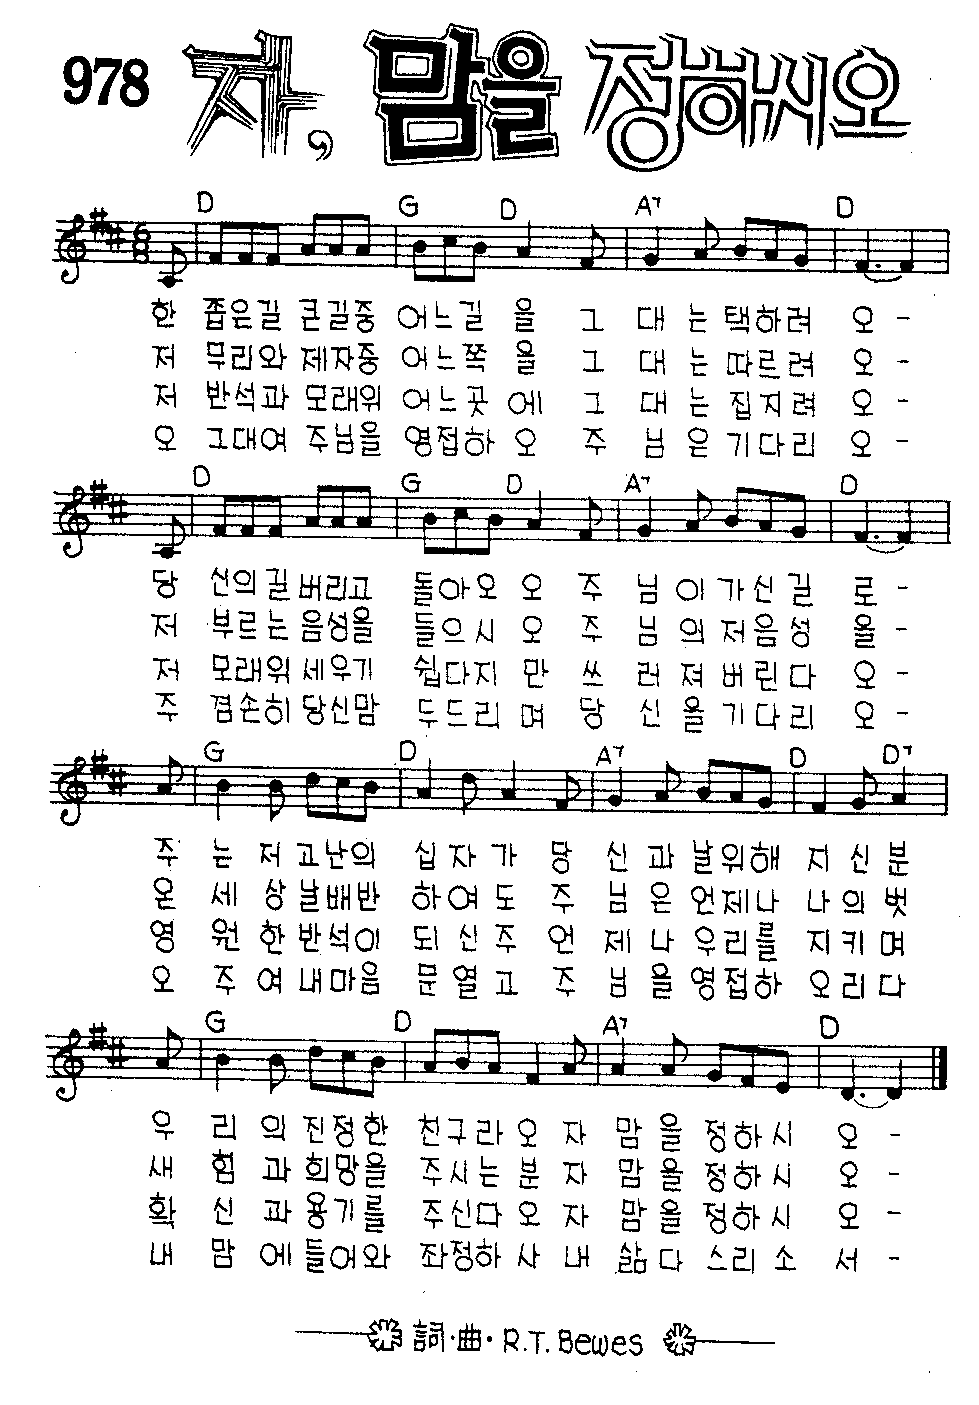 978 자, 맘을 정하시오
D G D A7 D
한 좁은길 큰길중 어느길 을 그 대 는 택하려 오 -
저 무리와 제자중 어느쪽 을 그 대 는 따르려 오 -
저 반석과 모래위 어느곳 에 그 대 는 집지려 오 -
오 그대여 주님을 영접하 오 주 님 은 기다리 오 -
D G D A7 D
당 신의길 버리고 돌아오 오 주 님 이 가신길 로 -
저 부르는 음성을 들으시 오 주 님 의 저음성 을 -
저 모래위 세우기 쉽다지 만 쓰 러 져 버린다 오 -
주 겸손히 당신맘 두드리 며 당 신 을 기다리 오 -
G D A7 D D7
주 는 저 고난의 십 자 가 당 신 과 날위해 지 신 분
온 세 상 날배반 하 여 도 주 님 은 언제나 나 의 벗
영 원 한 반석이 되 신 주 언 제 나 우리를 지 키 며
오 주 여 내마음 문 열 고 주 님 을 영접하 오 리 다
G D A7 D
우 리 의 진정한 친구라 오 자 맘 을 정하시 오 -
새 힘 과 희망을 주시는 분 자 맘 을 정하시 오 -
확 신 과 용기를 주신다 오 자 맘 을 정하시 오 -
내 맘 에 들어와 좌정하 사 내 삶 다 스리소 서 -
詞·曲· R.T. Bewes